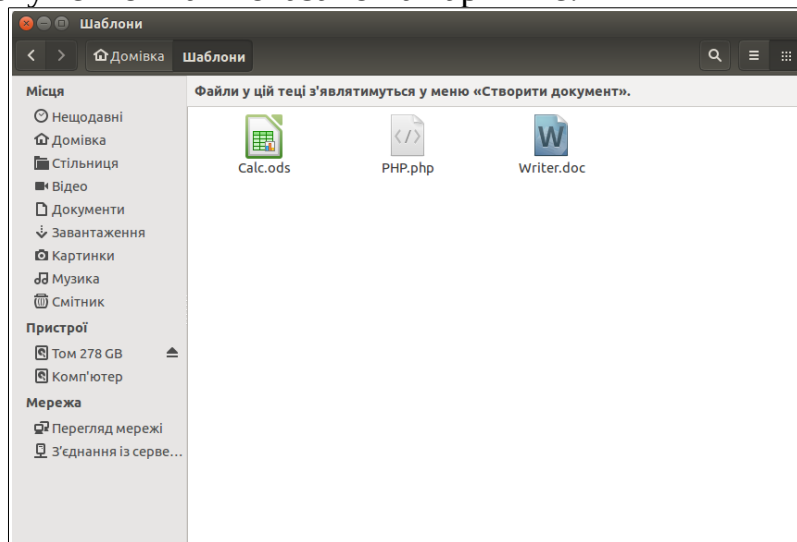 Шаблони
Домівка Шаблони
Місця
Нещодавні
Домівка
Стільниця
Відео
Документи
Завантаження
Картинки
Музика
Смітник
Пристрої
Том 278 GB
Комп'ютер
Мережа
Перегляд мережі
З'єднання із серве...
Файли у цій теці з'являтимуться у меню «Створити документ».
Calc.ods PHP.php Writer.doc